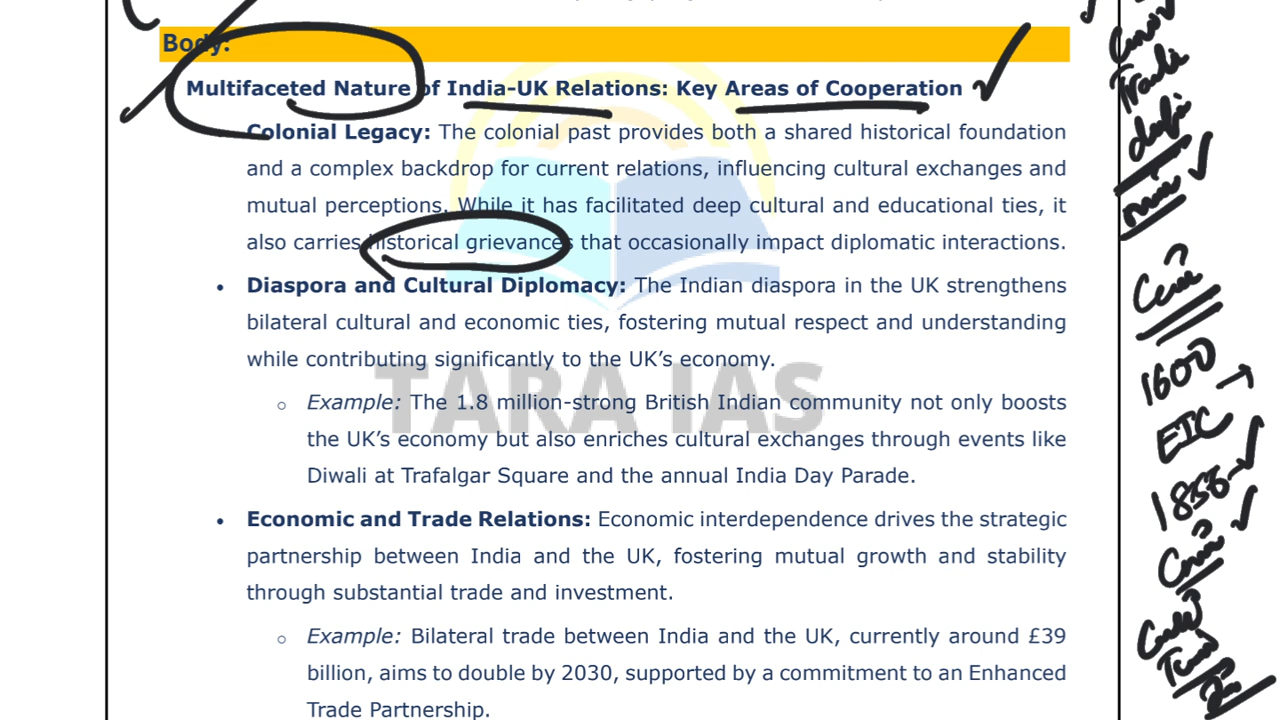 Body:
Multifaceted Nature of India-UK Relations: Key Areas of Cooperation
Colonial Legacy: The colonial past provides both a shared historical foundation
and a complex backdrop for current relations, influencing cultural exchanges and
mutual perceptions. While it has facilitated deep cultural and educational ties, it
also carries historical grievances that occasionally impact diplomatic interactions.
• Diaspora and Cultural Diplomacy: The Indian diaspora in the UK strengthens
bilateral cultural and economic ties, fostering mutual respect and understanding
while contributing significantly to the UK's economy.
TARA IAS
o Example: The 1.8 million-strong British Indian community not only boosts
the UK's economy but also enriches cultural exchanges through events like
Diwali at Trafalgar Square and the annual India Day Parade.
• Economic and Trade Relations: Economic interdependence drives the strategic
partnership between India and the UK, fostering mutual growth and stability
through substantial trade and investment.
o Example: Bilateral trade between India and the UK, currently around £39
billion, aims to double by 2030, supported by a commitment to an Enhanced
Trade Partnership.
1600
EIC